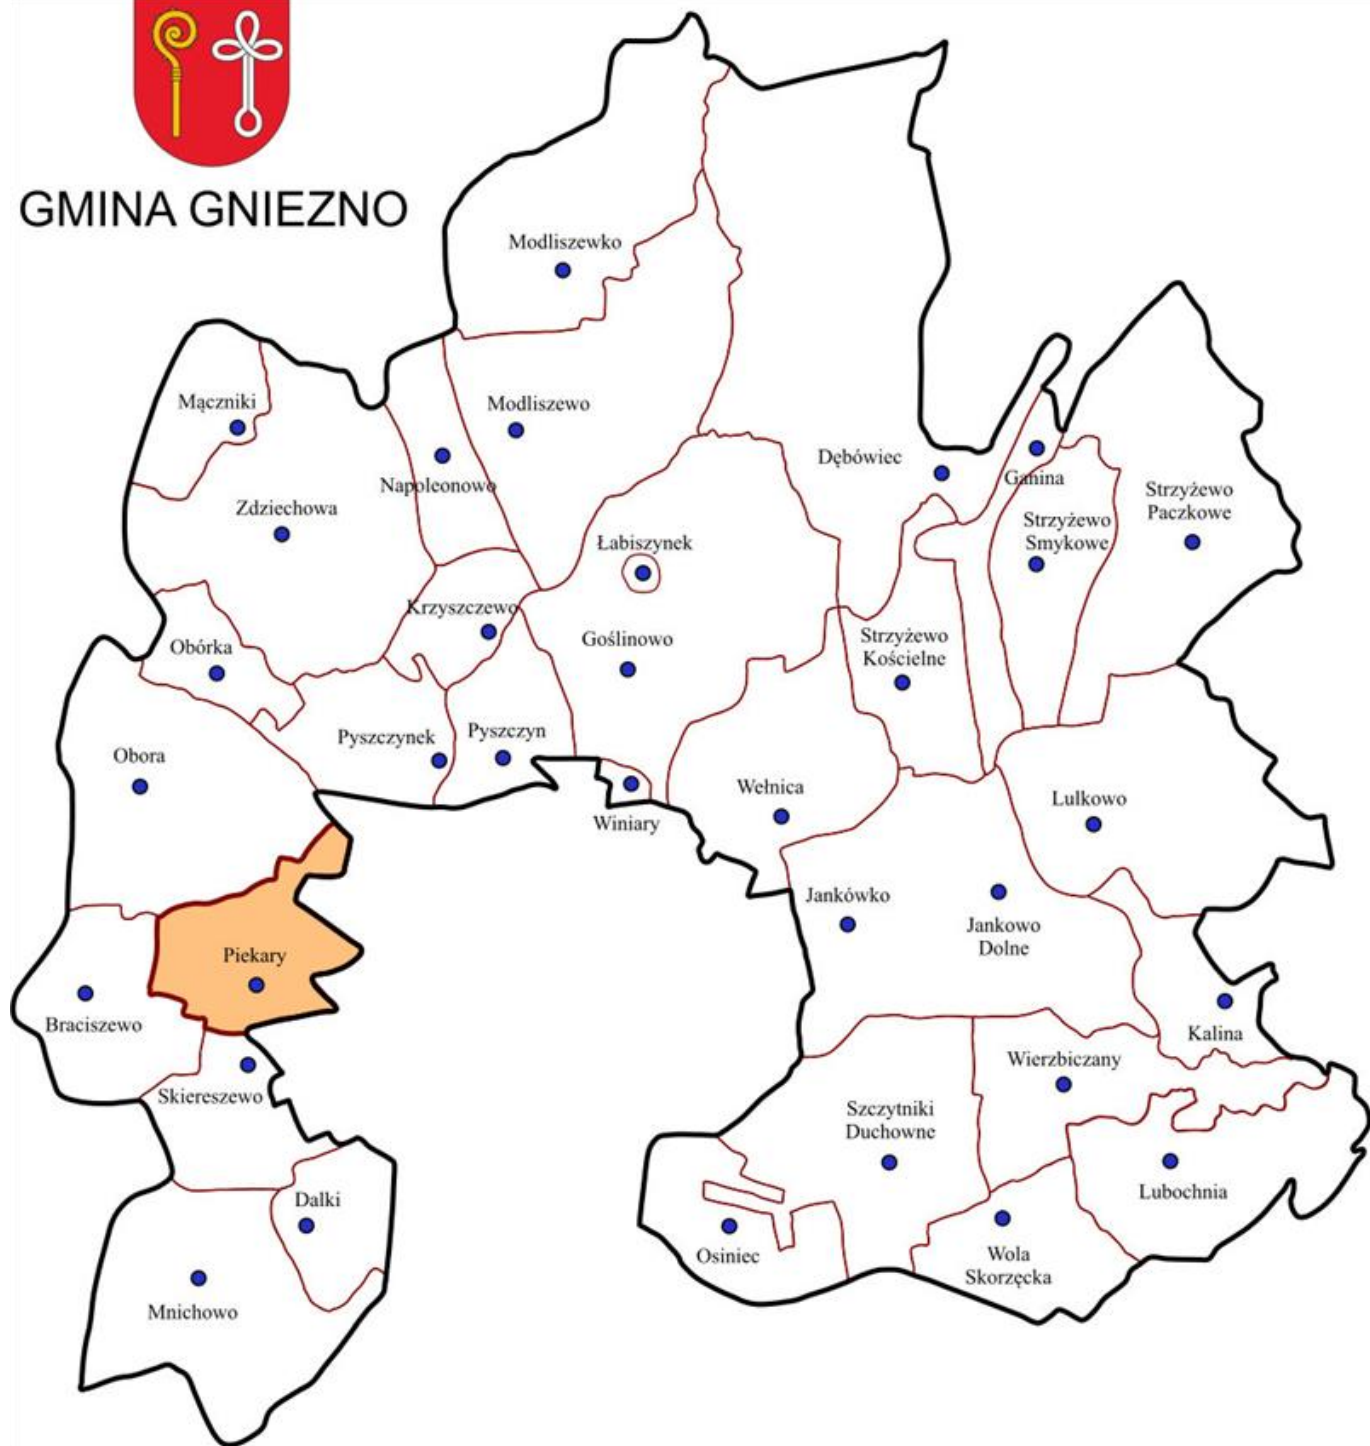 GMINA GNIEZNO
Modliszewko
Mączniki
Modliszewo
Dębówiec
Napoleonowo
Ganina
Strzyżewo
Paczkowe
Zdziechowa
Strzyżewo
Smykowe
Łabiszynek
Krzyszczewo
Goślinowo
Obórka
Strzyżewo
Kościelne
Pyszczynek
Pyszczyn
Obora
Wełnica
Lulkowo
Winiary
Jankówko
Jankowo
Dolne
Piekary
Braciszewo
Kalina
Wierzbiczany
Skiereszewo
Szczytniki
Duchowne
Lubochnia
Dalki
Osiniec
Wola
Skorzęcka
Mnichowo